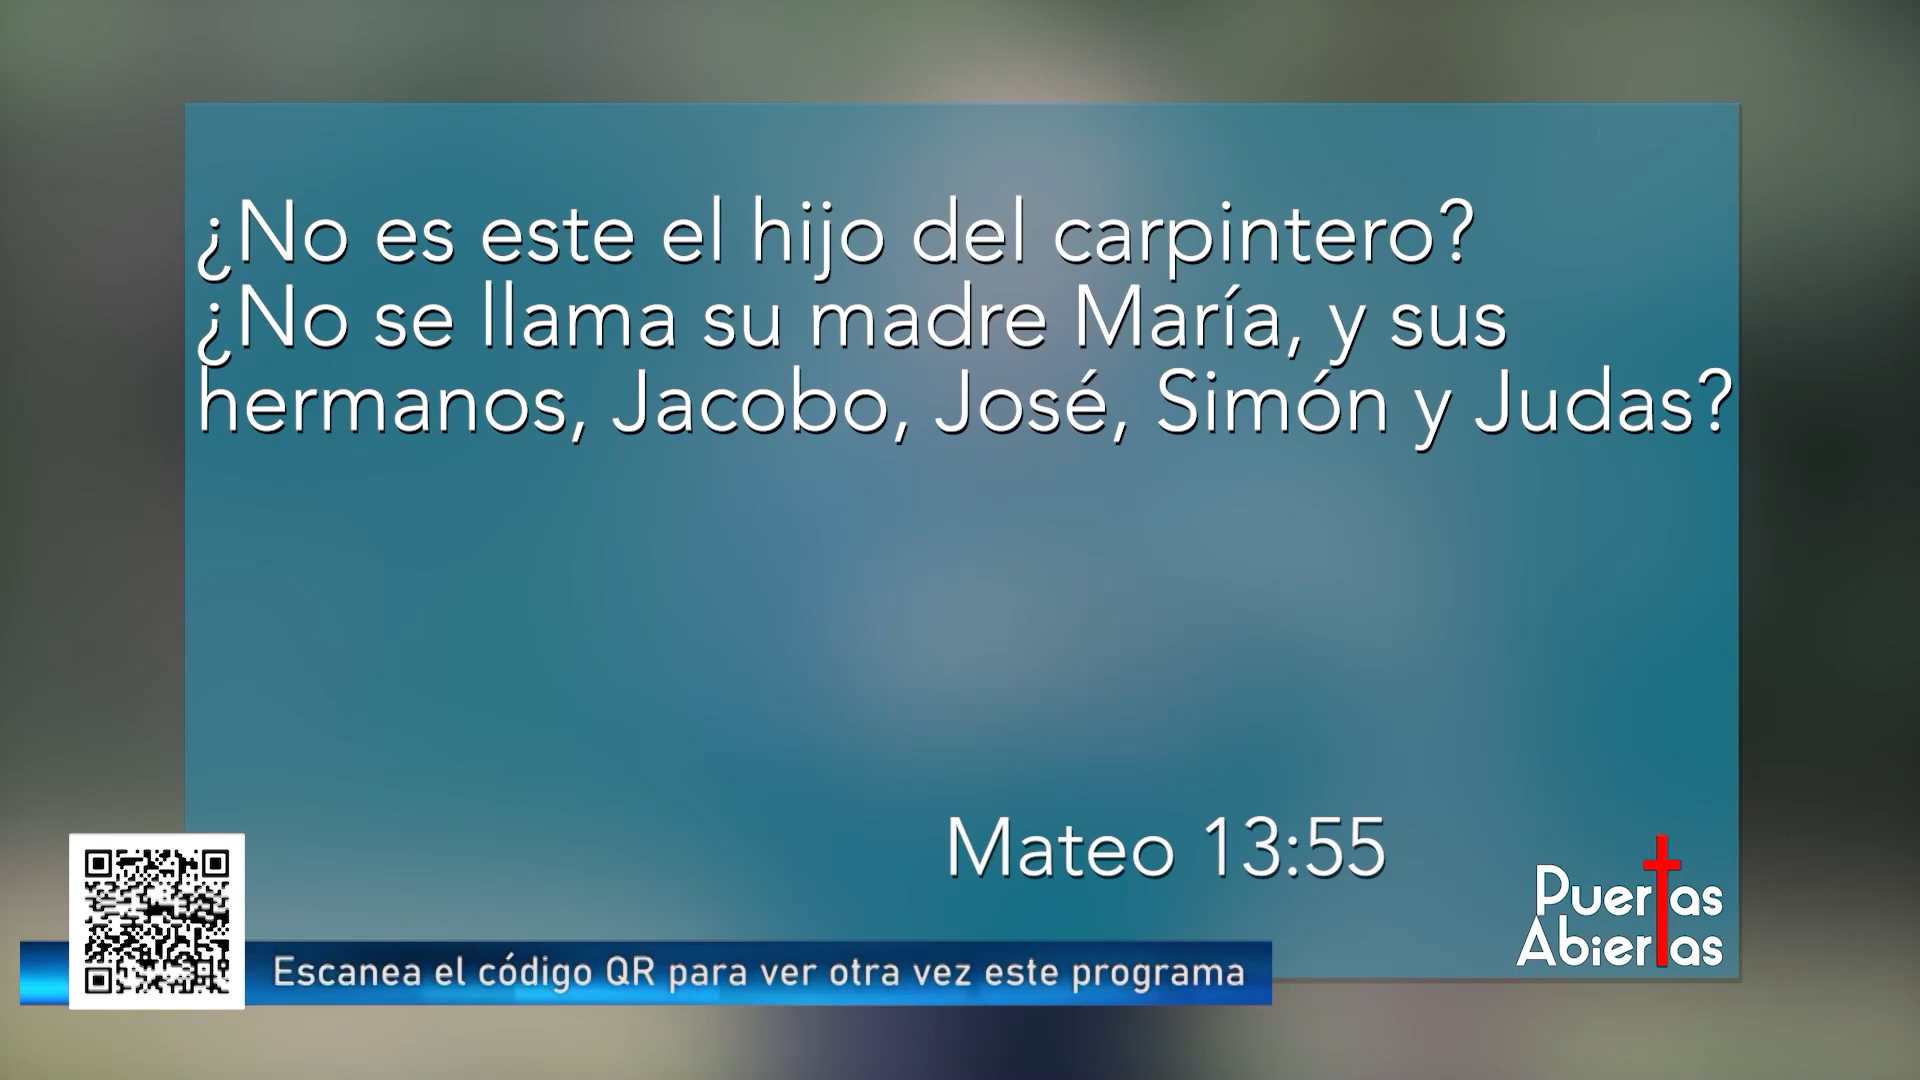 ¿No es este el hijo del carpintero?
¿No se llama su madre María, y sus
hermanos, Jacobo, José, Simón y Judas?
Mateo 13:55
Puertas
Abiertas
Escanea el código QR para ver otra vez este programa